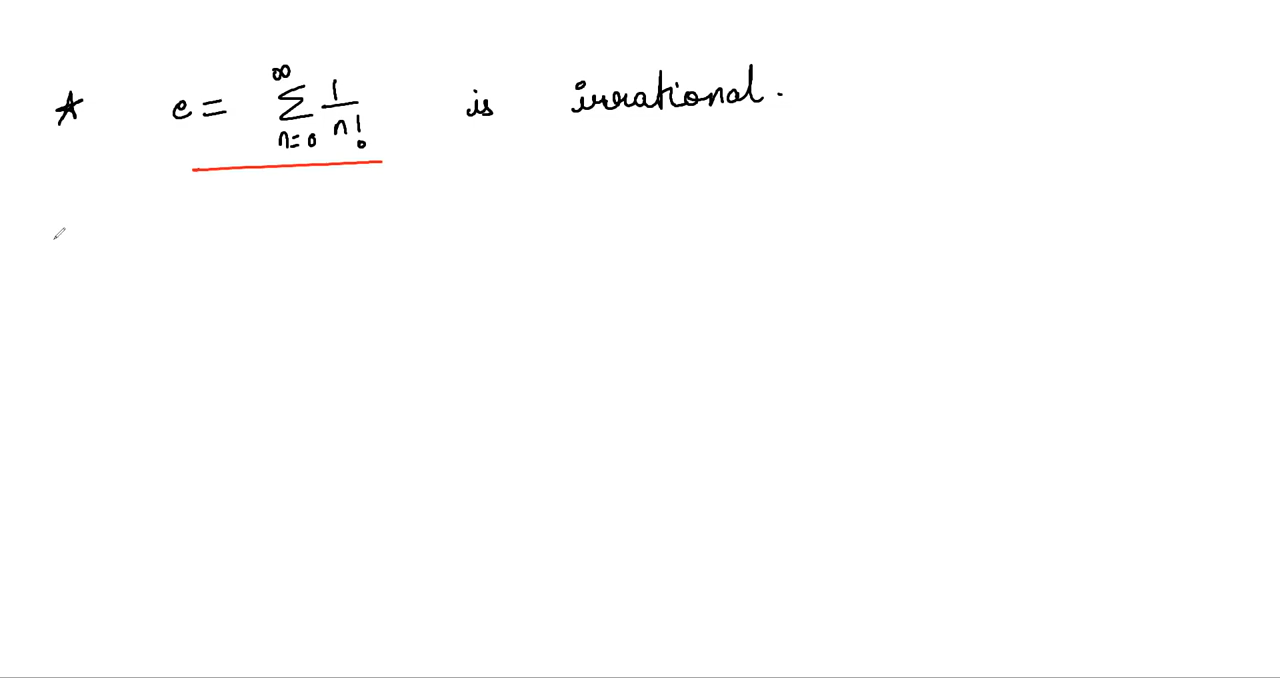 ★ e = ∑_{n=0}^{∞} 1/n! is irrational.